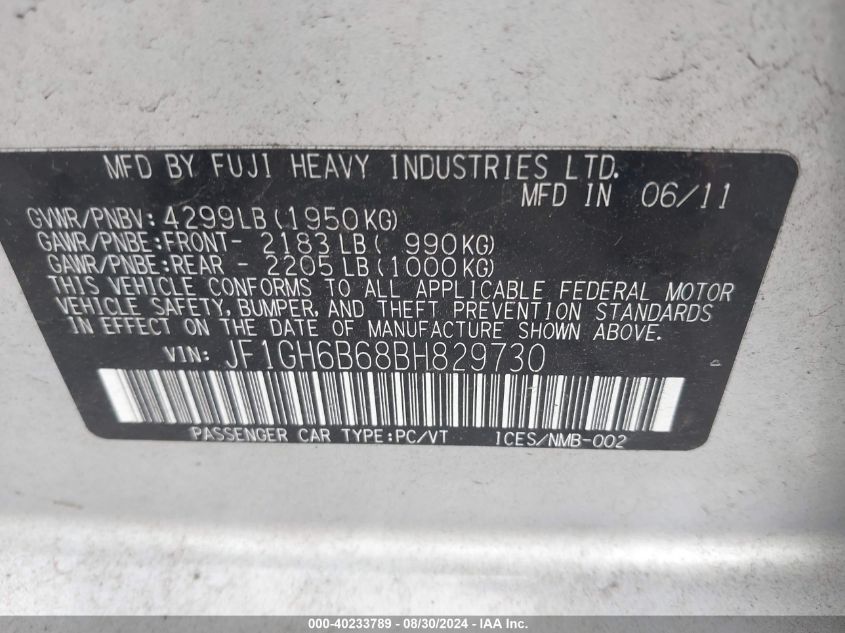 MFD BY FUJI HEAVY INDUSTRIES LTD.
MFD IN 06/11
GVWR/PNBV: 4299LB(1950KG)
GAWR/PNBE:FRONT- 2183LB( 990KG)
GAWR/PNBE:REAR - 2205LB(1000KG)
THIS VEHICLE CONFORMS TO ALL APPLICABLE FEDERAL MOTOR
VEHICLE SAFETY, BUMPER, AND THEFT PREVENTION STANDARDS
IN EFFECT ON THE DATE OF MANUFACTURE SHOWN ABOVE.
VIN: JF1GH6B68BH829730
PASSENGER CAR TYPE:PC/VT ICES/NMB-002
000-40233789 - 08/30/2024 - IAA Inc.